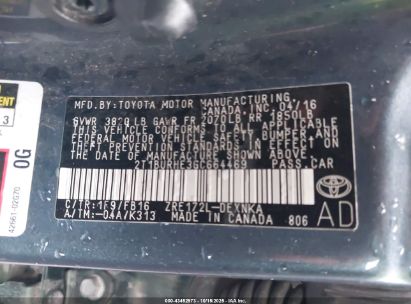 MFD.BY:TOYOTA MOTOR MANUFACTURING
CANADA, INC. 04/16
GVWR 3820LB GAWR FR 2070LB RR 1850LB
THIS VEHICLE CONFORMS TO ALL APPLICABLE
FEDERAL MOTOR VEHICLE SAFETY, BUMPER, AND
THEFT PREVENTION STANDARDS IN EFFECT ON
THE DATE OF MANUFACTURE SHOWN ABOVE.
PASS.CAR
C/TR:1F9/FB16 ZRE172L-DEXNKA
A/TM:-04A/K313 MADE IN CANADA 806
AD
0G